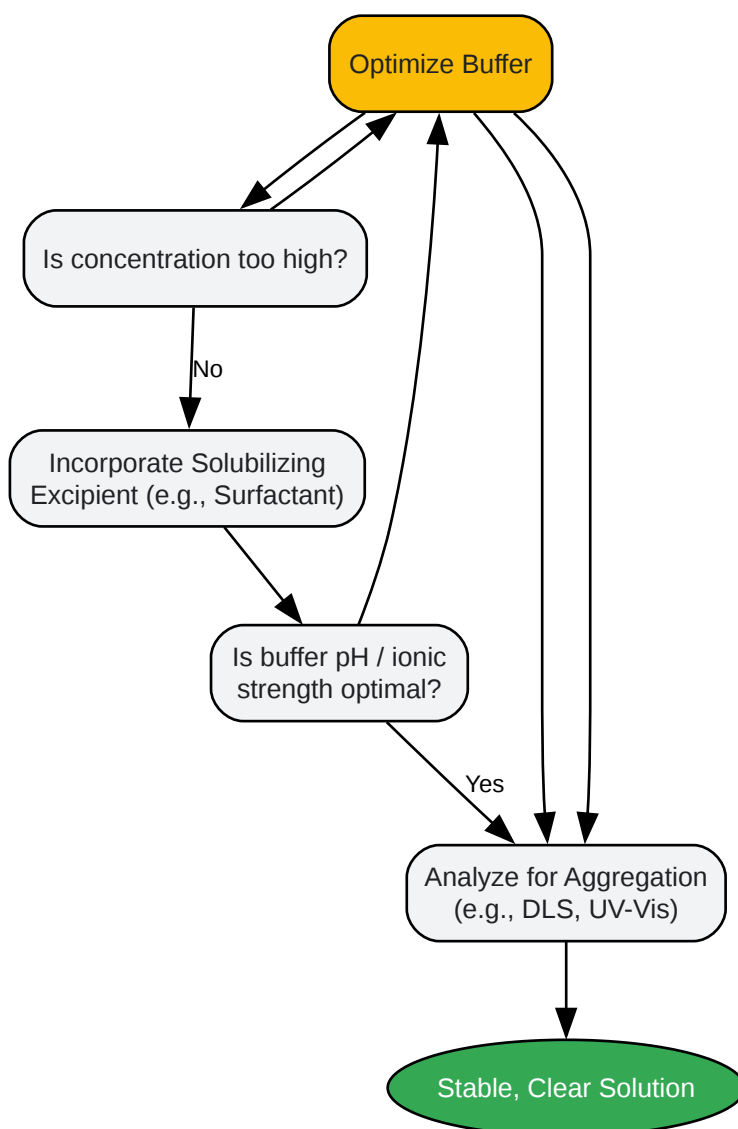 Optimize Buffer
Is concentration too high?
No
Incorporate Solubilizing
Excipient (e.g., Surfactant)
Is buffer pH / ionic
strength optimal?
Yes
Analyze for Aggregation
(e.g., DLS, UV-Vis)
Stable, Clear Solution